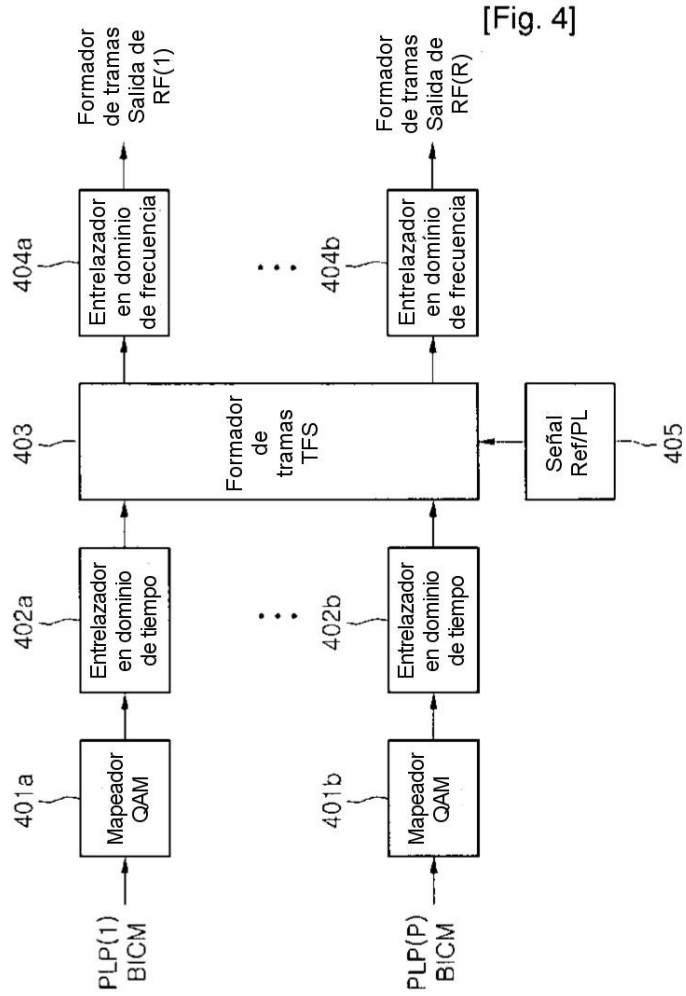 [Fig. 4]
401a
402a
403
404a
PLP(1)
BICM
Mapeador
QAM
Entrelazador
en dominio
de tiempo
Formador
de
tramas
TFS
Entrelazador
en dominio
de frecuencia
Formador
de tramas
Salida de
RF(1)
401b
402b
404b
PLP(P)
BICM
Mapeador
QAM
Entrelazador
en dominio
de tiempo
Entrelazador
en dominio
de frecuencia
Formador
de tramas
Salida de
RF(R)
Señal
Ref/PL
405